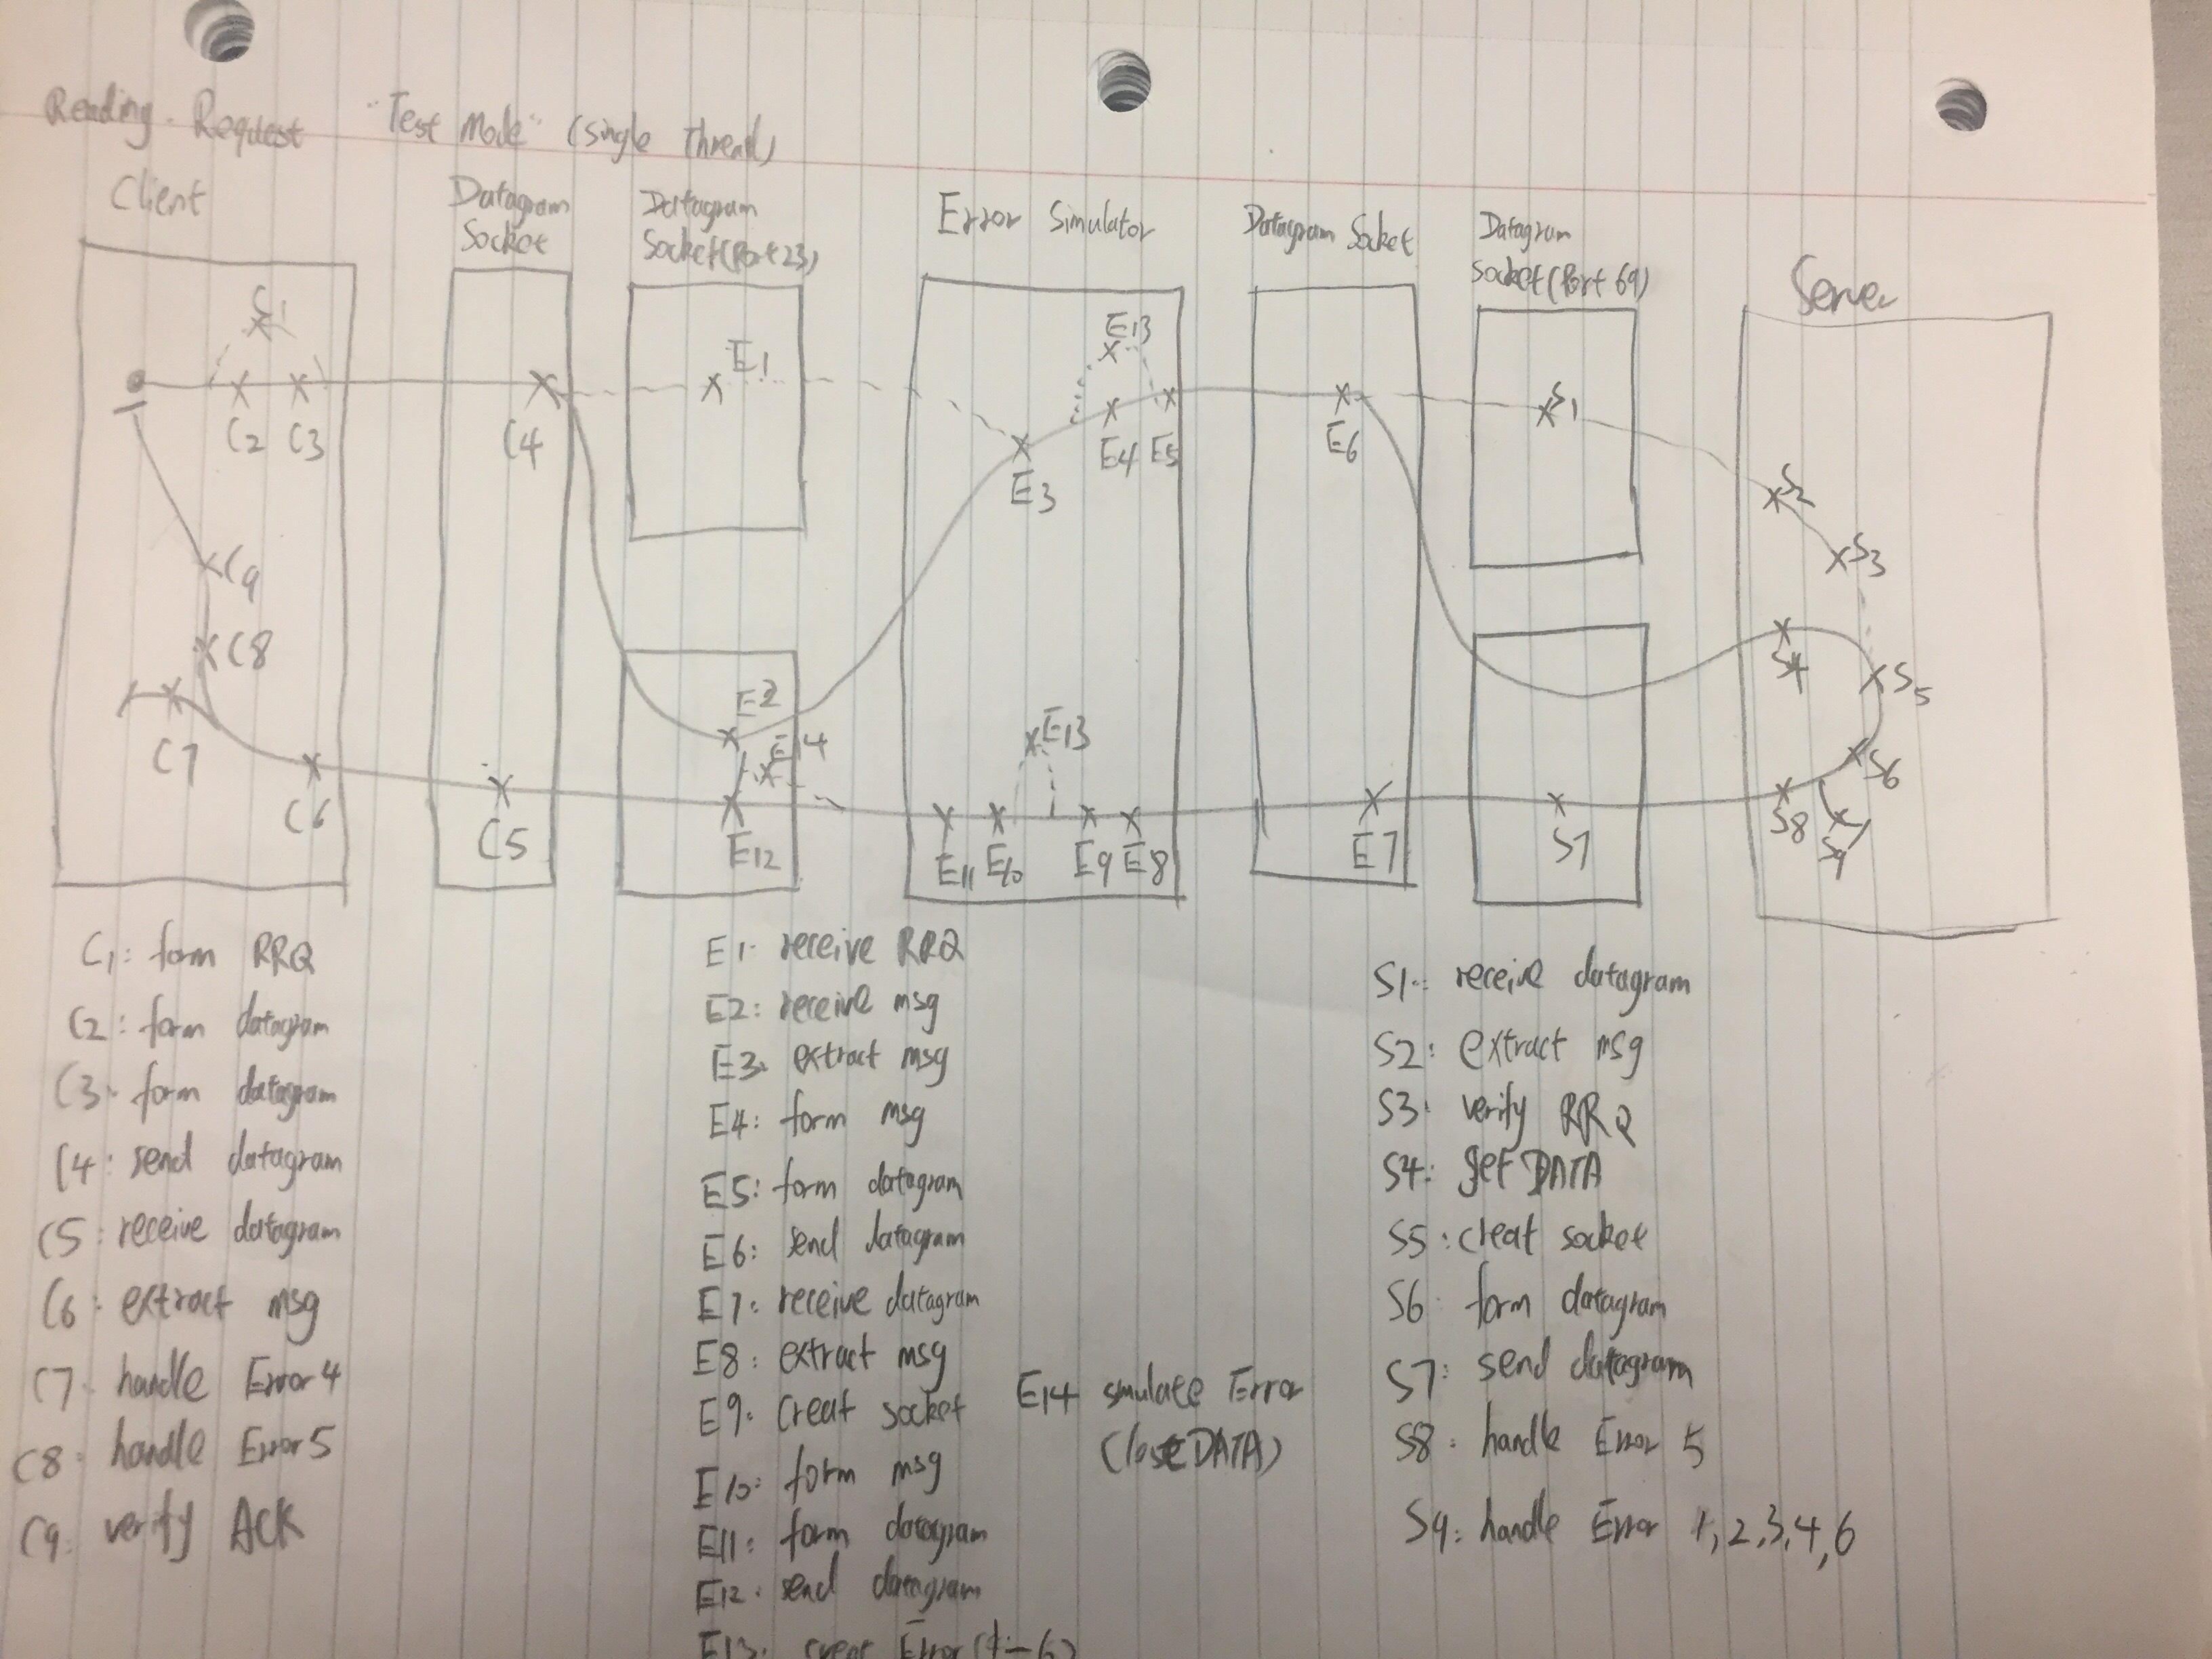 Reading Request "Test Mode" (single Thread)
Client
Datagram
Socket
Datagram
Socket(Port 23)
Error Simulator
Datagram Socket
Datagram
Socket(Port 69)
Server
C2 C3 C4
E1
E3
E13
E4 E5
E6
S1
S2
S3
S4
S5
S6
S7
S8
S9
C9
C8
C7
C6
C5
E2
E14
E12
E13
E11 E10 E9 E8
E7
C1: form RRQ
C2: form datagram
C3: form datagram
C4: send datagram
C5: receive datagram
C6: extract msg
C7: handle Error 4
C8: handle Error 5
C9: verify ACK
E1: receive RRQ
E2: receive msg
E3: extract msg
E4: form msg
E5: form datagram
E6: send datagram
E7: receive datagram
E8: extract msg
E9: Creat socket
E10: form msg
E11: form datagram
E12: send datagram
E13: creat Error (4-6)
E14 smulate Error
(lose DATA)
S1: receive datagram
S2: extract msg
S3: verify RRQ
S4: get DATA
S5: creat socket
S6: form datagram
S7: send datagram
S8: handle Error 5
S9: handle Error 1,2,3,4,6